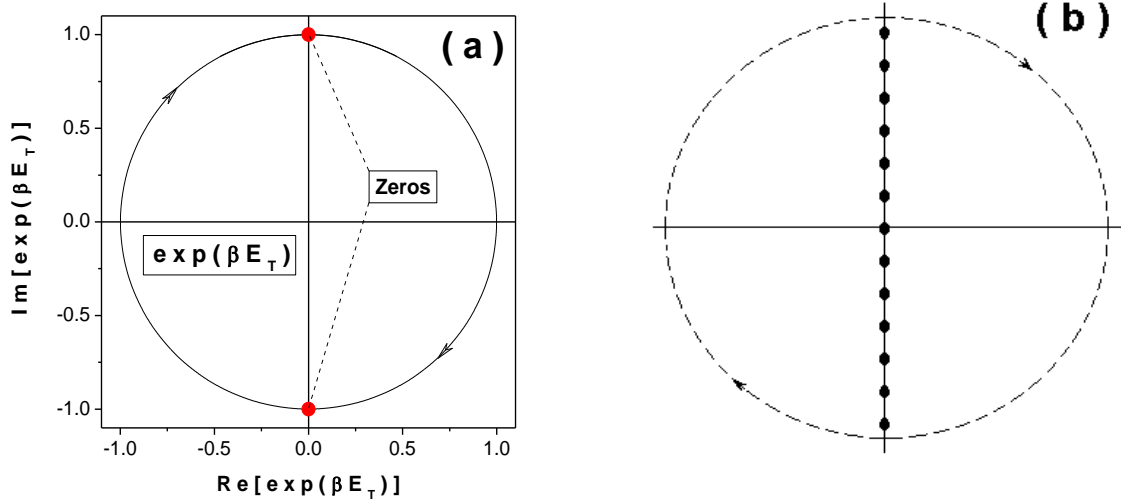 ( a )
( b )
1.0
0.5
0.0
-0.5
-1.0
Im[exp(βE_T)]
Zeros
exp(βE_T)
-1.0 -0.5 0.0 0.5 1.0
Re[exp(βE_T)]